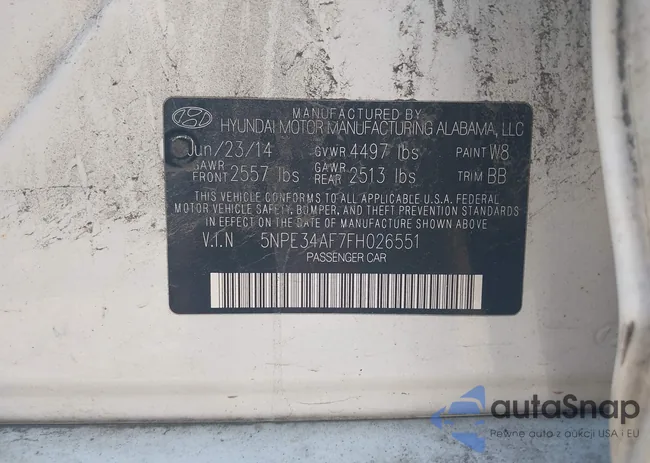 MANUFACTURED BY
HYUNDAI MOTOR MANUFACTURING ALABAMA, LLC
Jun/23/14 GVWR 4497 lbs PAINT W8
GAWR FRONT 2557 lbs GAWR REAR 2513 lbs TRIM BB
THIS VEHICLE CONFORMS TO ALL APPLICABLE U.S.A. FEDERAL
MOTOR VEHICLE SAFETY, BUMPER, AND THEFT PREVENTION STANDARDS
IN EFFECT ON THE DATE OF MANUFACTURE SHOWN ABOVE
V.I.N 5NPE34AF7FH026551
PASSENGER CAR
autoSnap
Pewne auta z aukcji USA i EU